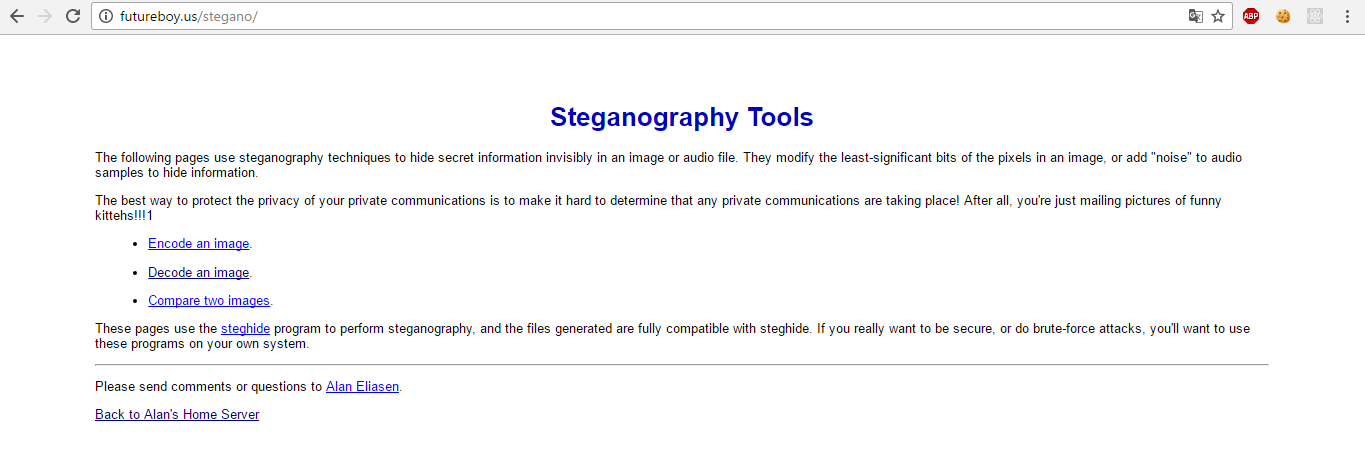 futureboy.us/stegano/
ABP
Steganography Tools
The following pages use steganography techniques to hide secret information invisibly in an image or audio file. They modify the least-significant bits of the pixels in an image, or add "noise" to audio
samples to hide information.
The best way to protect the privacy of your private communications is to make it hard to determine that any private communications are taking place! After all, you're just mailing pictures of funny
kittehs!!!1
• Encode an image.
• Decode an image.
• Compare two images.
These pages use the steghide program to perform steganography, and the files generated are fully compatible with steghide. If you really want to be secure, or do brute-force attacks, you'll want to use
these programs on your own system.
Please send comments or questions to Alan Eliasen.
Back to Alan's Home Server